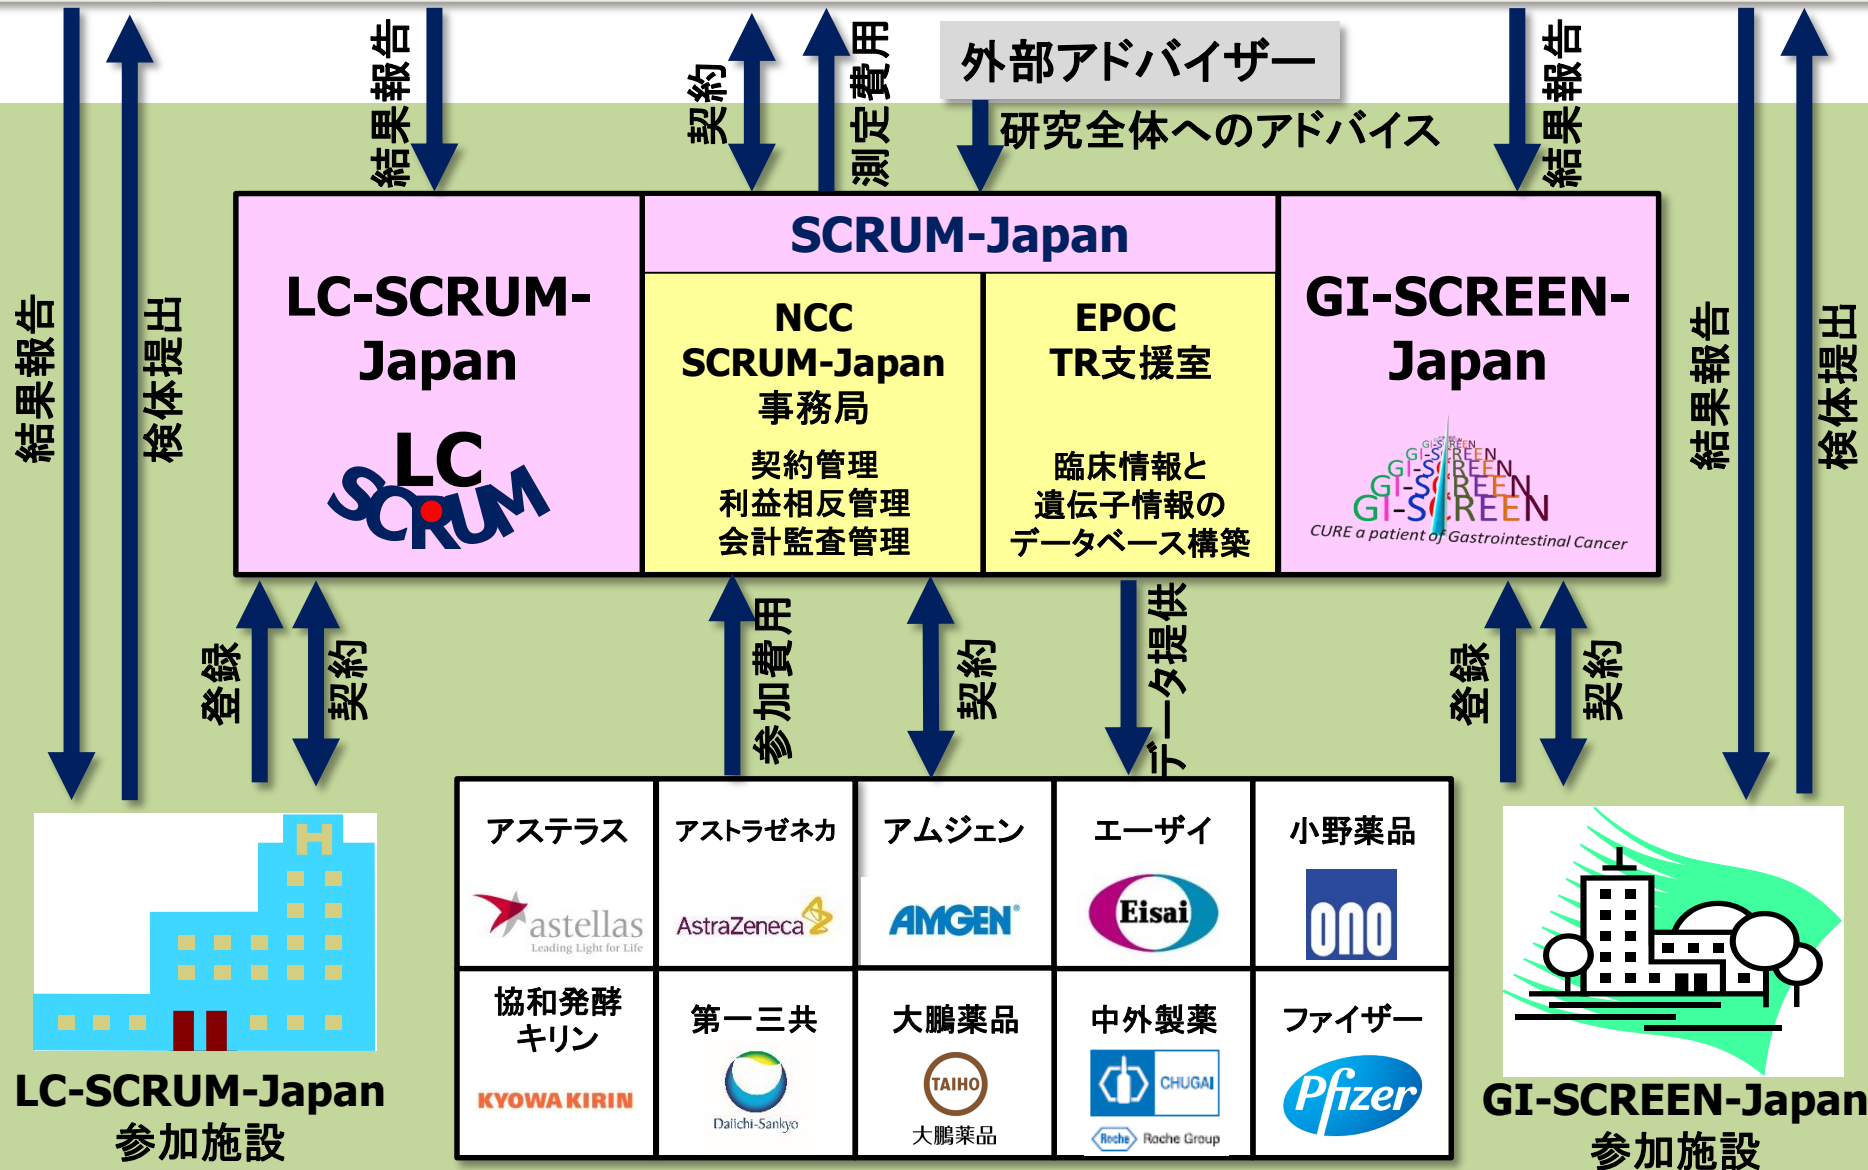 結果報告
契約
測定費用
外部アドバイザー
研究全体へのアドバイス
結果報告
結果報告
検体提出
LC-SCRUM-
Japan
LC
SCRUM
SCRUM-Japan
NCC
SCRUM-Japan
事務局
契約管理
利益相反管理
会計監査管理
EPOC
TR支援室
臨床情報と
遺伝子情報の
データベース構築
GI-SCREEN-
Japan
GI-SCREEN
GI-SCREEN
GI-SCREEN
GI-SCREEN
GI-SCREEN
CURE a patient of Gastrointestinal Cancer
結果報告
検体提出
登録
契約
参加費用
契約
データ提供
登録
契約
アステラス
astellas
Leading Light for Life
アストラゼネカ
AstraZeneca
アムジェン
AMGEN®
エーザイ
Eisai
小野薬品
ono
協和発酵
キリン
KYOWA KIRIN
第一三共
Daiichi-Sankyo
大鵬薬品
TAIHO
大鵬薬品
中外製薬
CHUGAI
Roche Roche Group
ファイザー
Pfizer
H
LC-SCRUM-Japan
参加施設
GI-SCREEN-Japan
参加施設